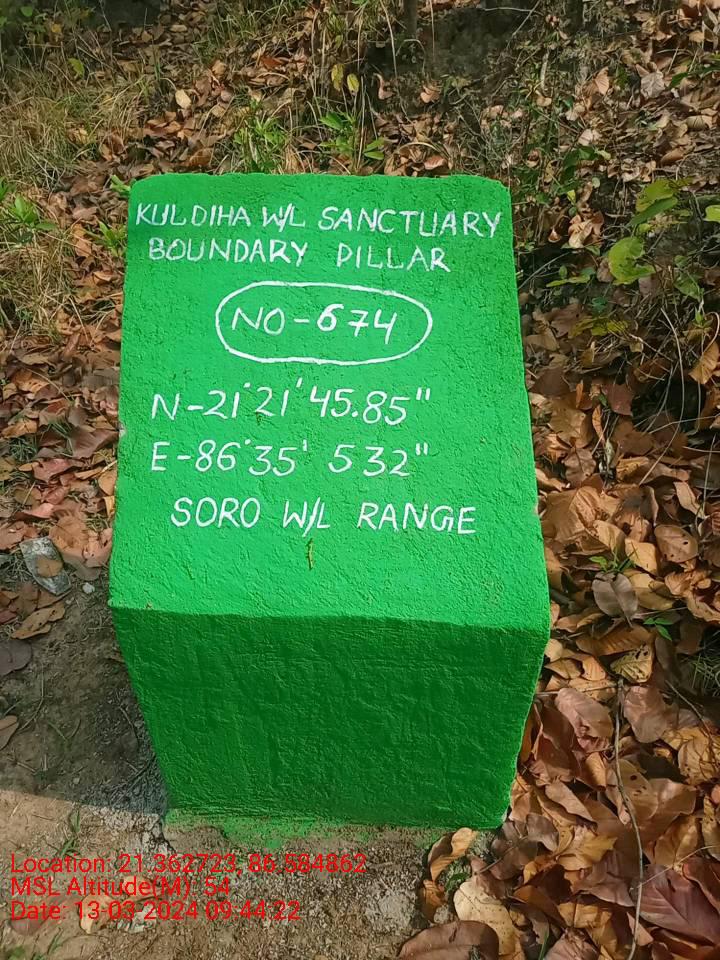 KULDIHA W/L SANCTUARY
BOUNDARY PILLAR
NO-674
N-21°21'45.85"
E-86°35' 532"
SORO W/L RANGE
Location: 21.362723, 86.584862
MSL Altitude(M): 54
Date: 13-03-2024 09:44:22